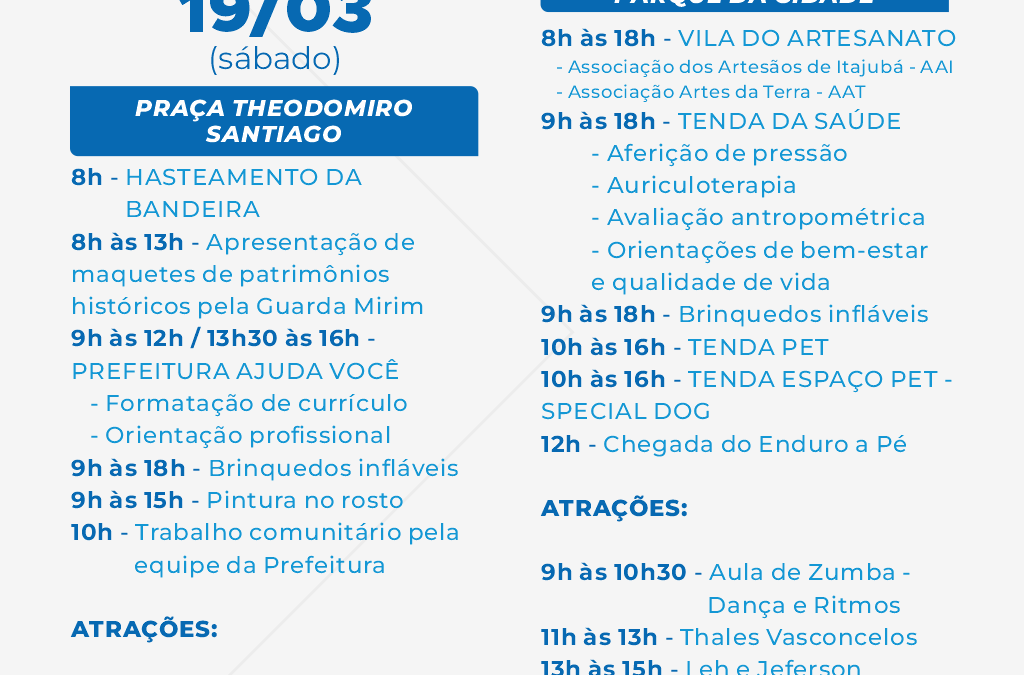 19/03
(sábado)
PRAÇA THEODOMIRO
SANTIAGO
8h - HASTEAMENTO DA
BANDEIRA
8h às 13h - Apresentação de
maquetes de patrimônios
históricos pela Guarda Mirim
9h às 12h / 13h30 às 16h -
PREFEITURA AJUDA VOCÊ
- Formatação de currículo
- Orientação profissional
9h às 18h - Brinquedos infláveis
9h às 15h - Pintura no rosto
10h - Trabalho comunitário pela
equipe da Prefeitura
ATRAÇÕES:
PARQUE DA CIDADE
8h às 18h - VILA DO ARTESANATO
- Associação dos Artesãos de Itajubá - AAI
- Associação Artes da Terra - AAT
9h às 18h - TENDA DA SAÚDE
- Aferição de pressão
- Auriculoterapia
- Avaliação antropométrica
- Orientações de bem-estar
e qualidade de vida
9h às 18h - Brinquedos infláveis
10h às 16h - TENDA PET
10h às 16h - TENDA ESPAÇO PET -
SPECIAL DOG
12h - Chegada do Enduro a Pé
ATRAÇÕES:
9h às 10h30 - Aula de Zumba -
Dança e Ritmos
11h às 13h - Thales Vasconcelos
13h às 15h - Leh e Jeferson